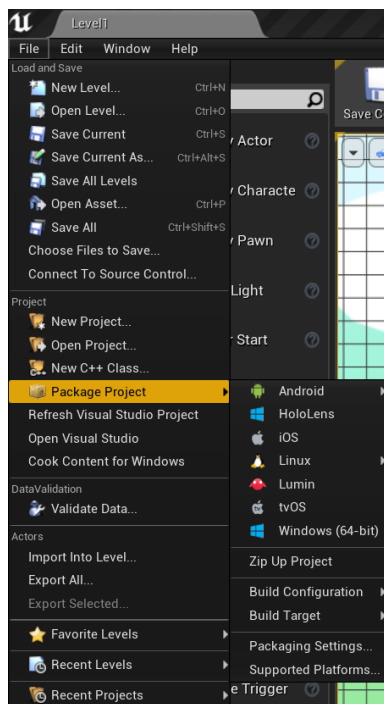 Level1
File Edit Window Help
Load and Save
New Level... Ctrl+N
Open Level... Ctrl+O
Save Current Ctrl+S
Save Current As... Ctrl+Alt+S
Save All Levels
Open Asset... Ctrl+P
Save All Ctrl+Shift+S
Choose Files to Save...
Connect To Source Control...
Project
New Project...
Open Project...
New C++ Class...
Package Project
Refresh Visual Studio Project
Open Visual Studio
Cook Content for Windows
DataValidation
Validate Data...
Actors
Import Into Level...
Export All...
Export Selected...
Favorite Levels
Recent Levels
Recent Projects
Save C
y Actor
y Characte
y Pawn
Light
r Start
Android
HoloLens
iOS
Linux
Lumin
tvOS
Windows (64-bit)
Zip Up Project
Build Configuration
Build Target
Packaging Settings...
Supported Platforms...
e Trigger